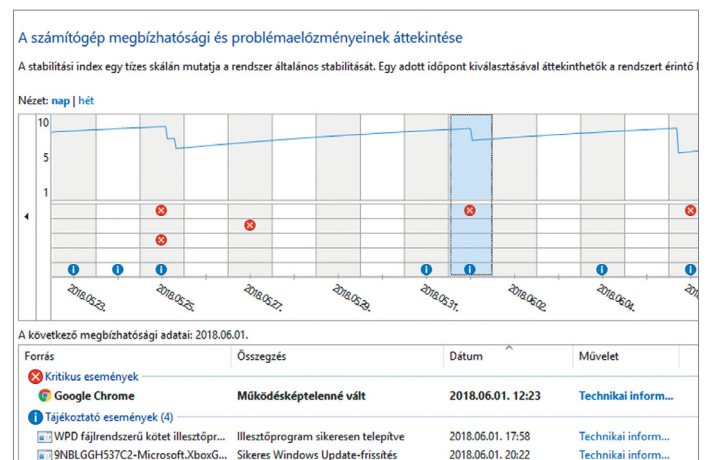 A számítógép megbízhatósági és problémaelőzményeinek áttekintése
A stabilitási index egy tízes skálán mutatja a rendszer általános stabilitását. Egy adott időpont kiválasztásával áttekinthetők a rendszert érintő
Nézet: nap | hét
10
5
1
2018.05.23. 2018.05.25. 2018.05.27. 2018.05.29. 2018.05.31. 2018.06.02. 2018.06.04. 201
A következő megbízhatósági adatai: 2018.06.01.
Forrás Összegzés Dátum Művelet
Kritikus események
Google Chrome Működésképtelenné vált 2018.06.01. 12:23 Technikai inform...
Tájékoztató események (4)
WPD fájlrendszerű kötet illesztőpr... Illesztőprogram sikeresen telepítve 2018.06.01. 17:58 Technikai inform...
9NBLGGH537C2-Microsoft.XboxG... Sikeres Windows Update-frissítés 2018.06.01. 20:22 Technikai inform...